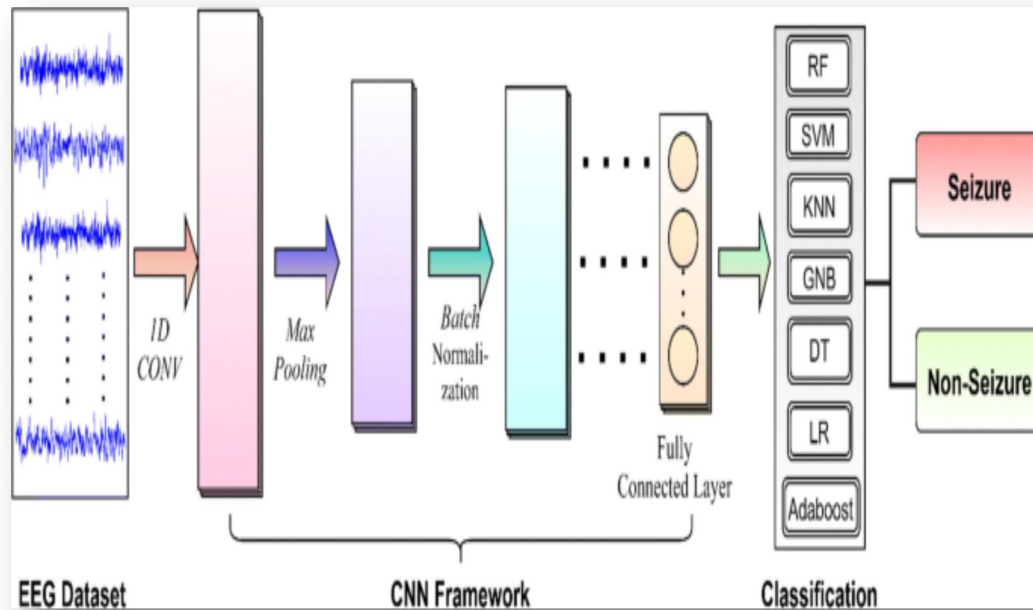 1D
CONV
Max
Pooling
Batch
Normali-
zation
Fully
Connected Layer
RF
SVM
KNN
GNB
DT
LR
Adaboost
Seizure
Non-Seizure
EEG Dataset
CNN Framework
Classification